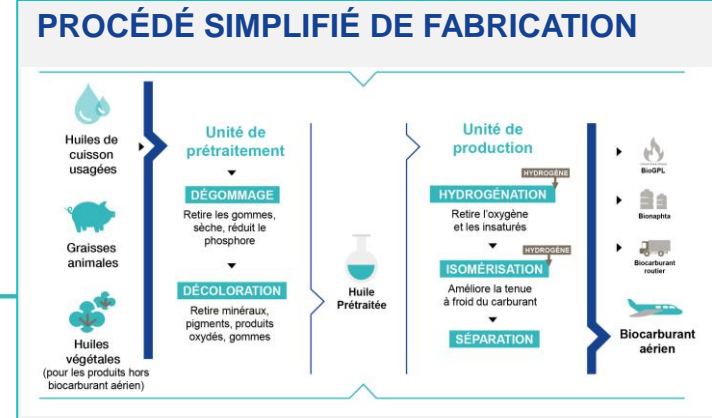 PROCÉDÉ SIMPLIFIÉ DE FABRICATION
Huiles de
cuisson
usagées
Graisses
animales
Huiles
végétales
(pour les produits hors
biocarburant aérien)
Unité de
prétraitement
DÉGOMMAGE
Retire les gommes,
sèche, réduit le
phosphore
DÉCOLORATION
Retire minéraux,
pigments, produits
oxydés, gommes
Huile
Prétraitée
Unité de
production
HYDROGÈNE
HYDROGÉNATION
Retire l'oxygène
et les insaturés
HYDROGÈNE
ISOMÉRISATION
Améliore la tenue
à froid du carburant
SÉPARATION
BioGPL
Bionaphta
Biocarburant
routier
Biocarburant
aérien